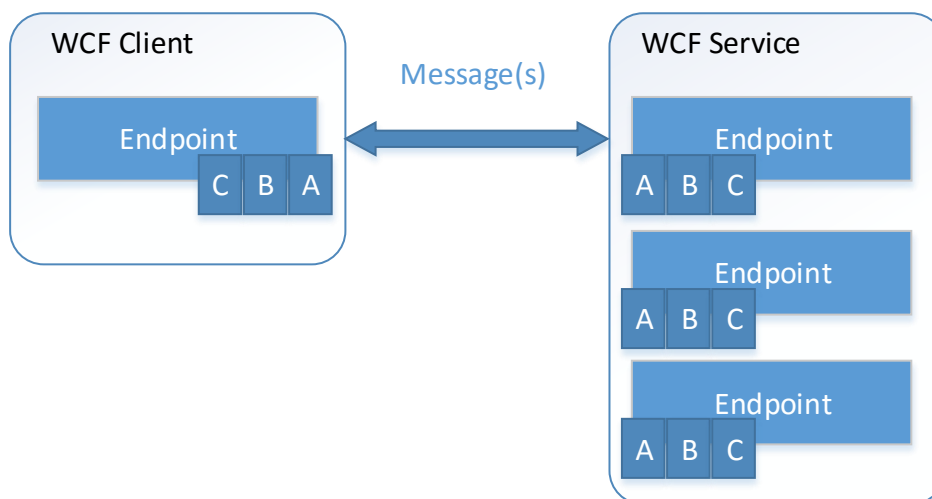 WCF Client
Endpoint
C B A
Message(s)
WCF Service
Endpoint
A B C
Endpoint
A B C
Endpoint
A B C